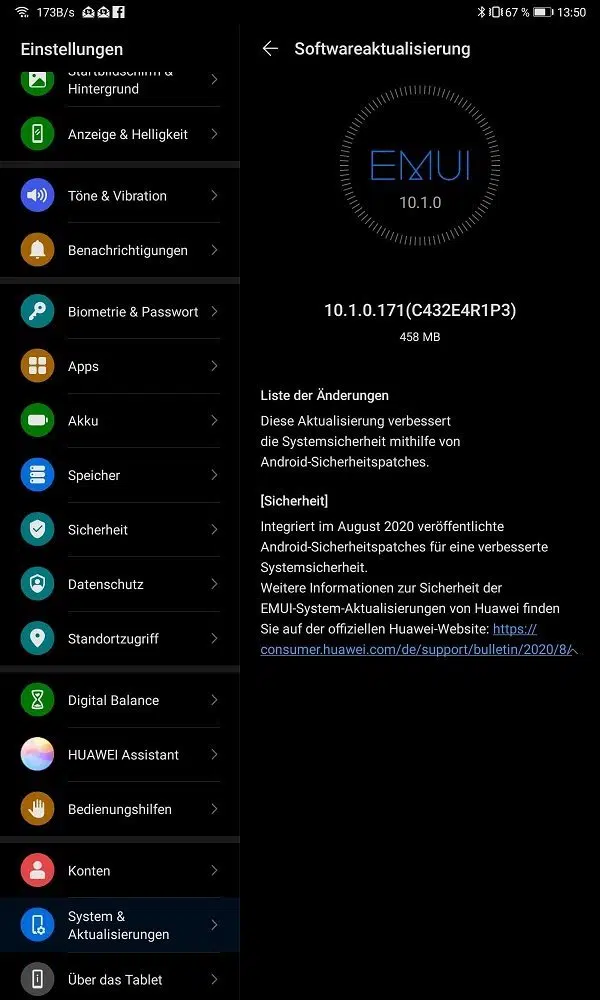 173B/s
67 %
13:50
Einstellungen
Startbildschirm &
Hintergrund
Anzeige & Helligkeit
Töne & Vibration
Benachrichtigungen
Biometrie & Passwort
Apps
Akku
Speicher
Sicherheit
Datenschutz
Standortzugriff
Digital Balance
HUAWEI Assistant
Bedienungshilfen
Konten
System &
Aktualisierungen
Über das Tablet
Softwareaktualisierung
EMUI
10.1.0
10.1.0.171(C432E4R1P3)
458 MB
Liste der Änderungen
Diese Aktualisierung verbessert
die Systemsicherheit mithilfe von
Android-Sicherheitspatches.
[Sicherheit]
Integriert im August 2020 veröffentlichte
Android-Sicherheitspatches für eine verbesserte
Systemsicherheit.
Weitere Informationen zur Sicherheit der
EMUI-System-Aktualisierungen von Huawei finden
Sie auf der offiziellen Huawei-Website: https://
consumer.huawei.com/de/support/bulletin/2020/8/